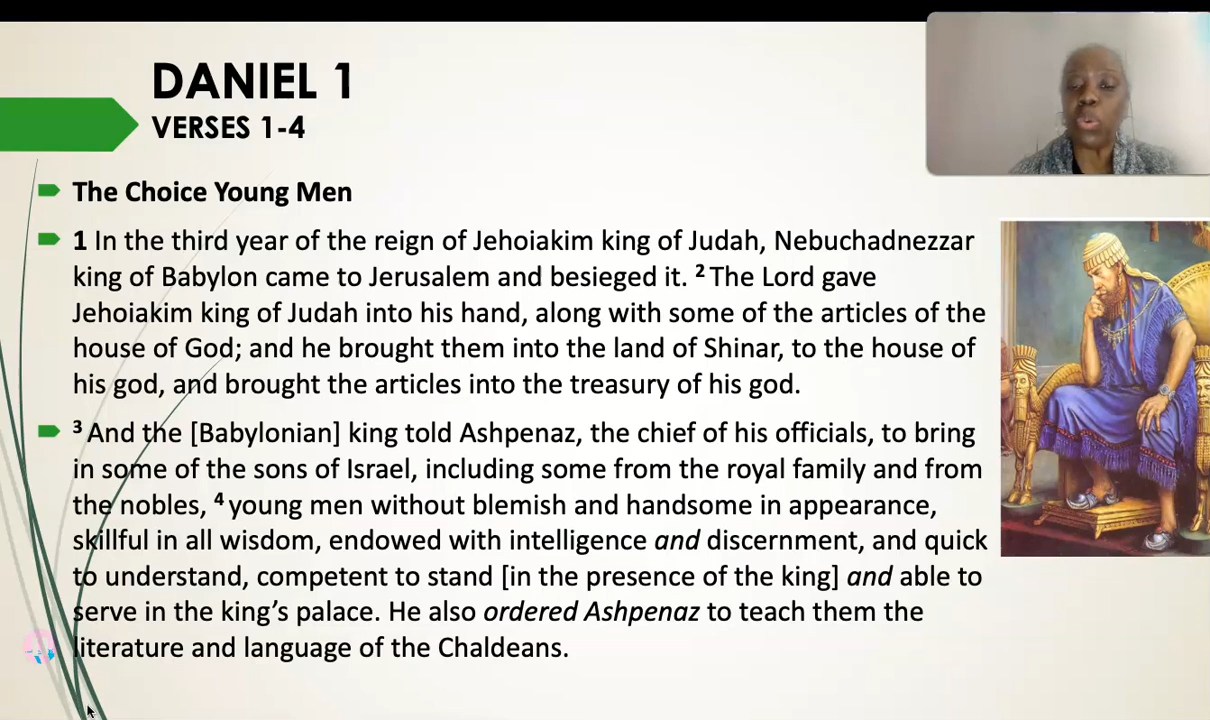 DANIEL 1
VERSES 1-4
The Choice Young Men
1 In the third year of the reign of Jehoiakim king of Judah, Nebuchadnezzar
king of Babylon came to Jerusalem and besieged it. 2 The Lord gave
Jehoiakim king of Judah into his hand, along with some of the articles of the
house of God; and he brought them into the land of Shinar, to the house of
his god, and brought the articles into the treasury of his god.
3 And the [Babylonian] king told Ashpenaz, the chief of his officials, to bring
in some of the sons of Israel, including some from the royal family and from
the nobles, 4 young men without blemish and handsome in appearance,
skillful in all wisdom, endowed with intelligence and discernment, and quick
to understand, competent to stand [in the presence of the king] and able to
serve in the king's palace. He also ordered Ashpenaz to teach them the
literature and language of the Chaldeans.